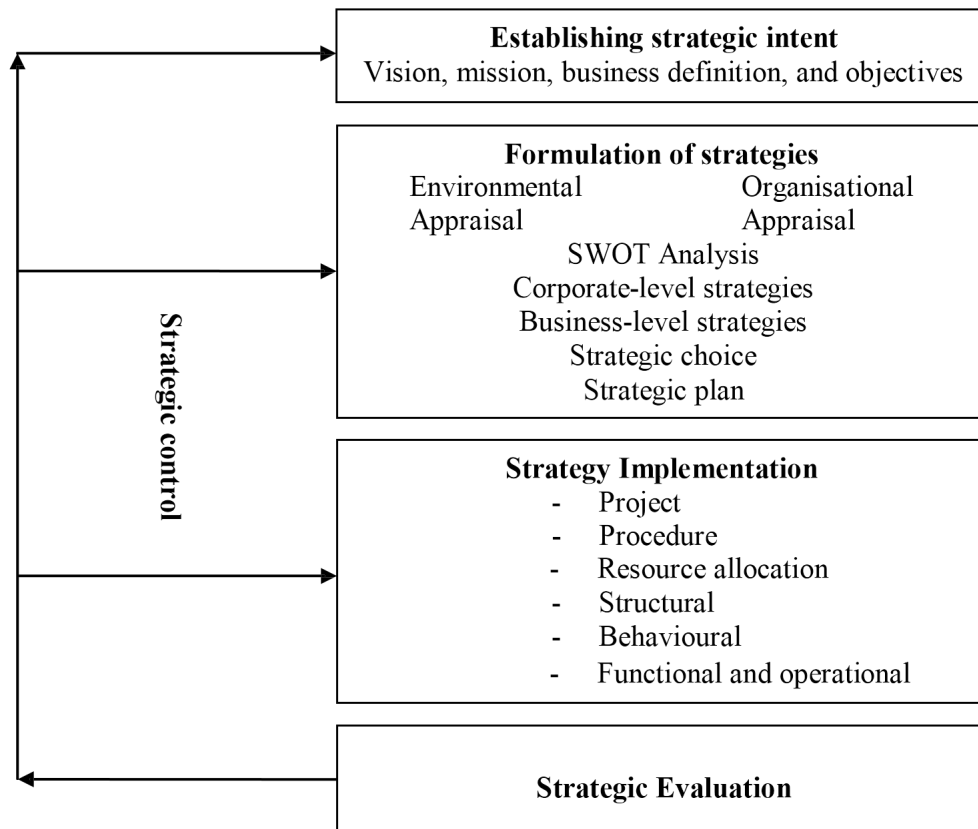 Establishing strategic intent
Vision, mission, business definition, and objectives
Formulation of strategies
Environmental Appraisal
Organisational Appraisal
SWOT Analysis
Corporate-level strategies
Business-level strategies
Strategic choice
Strategic plan
Strategic control
Strategy Implementation
- Project
- Procedure
- Resource allocation
- Structural
- Behavioural
- Functional and operational
Strategic Evaluation